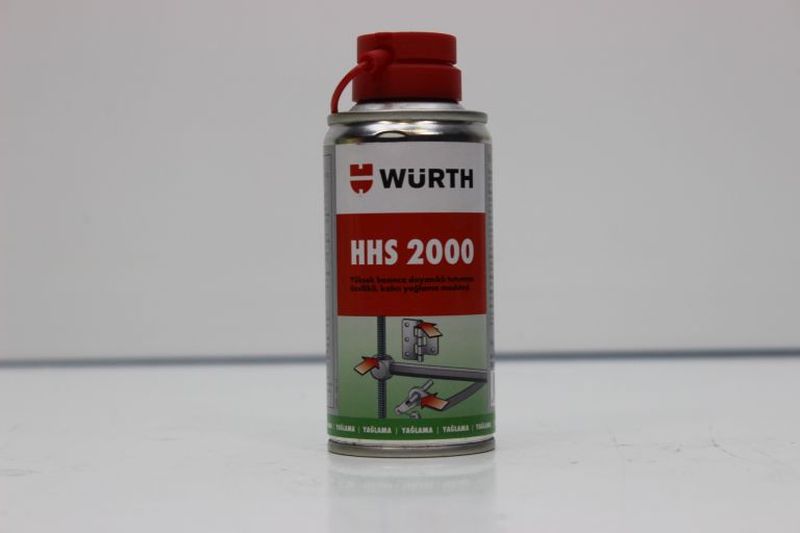 WÜRTH
HHS 2000
Yüksek basınca dayanıklı tutunma
özellikli, kalıcı yağlama maddesi
YAĞLAMA | YAĞLAMA | YAĞLAMA | YAĞLAMA